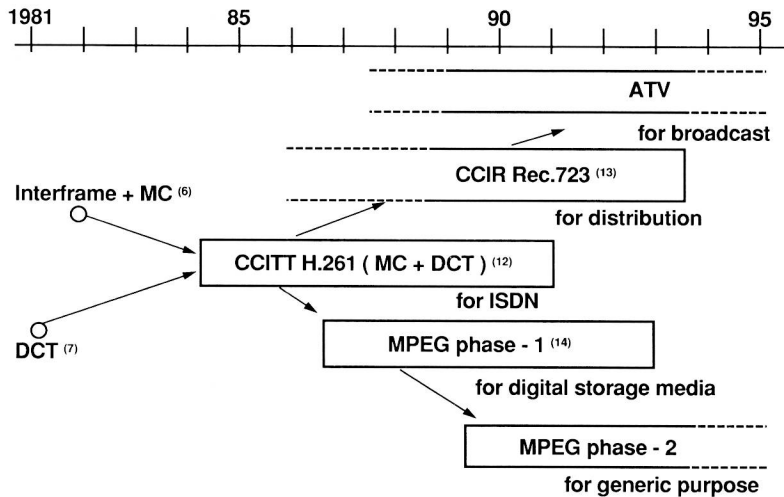 1981 85 90 95
ATV
for broadcast
CCIR Rec.723 (13)
for distribution
Interframe + MC (6)
CCITT H.261 ( MC + DCT ) (12)
for ISDN
DCT (7)
MPEG phase - 1 (14)
for digital storage media
MPEG phase - 2
for generic purpose